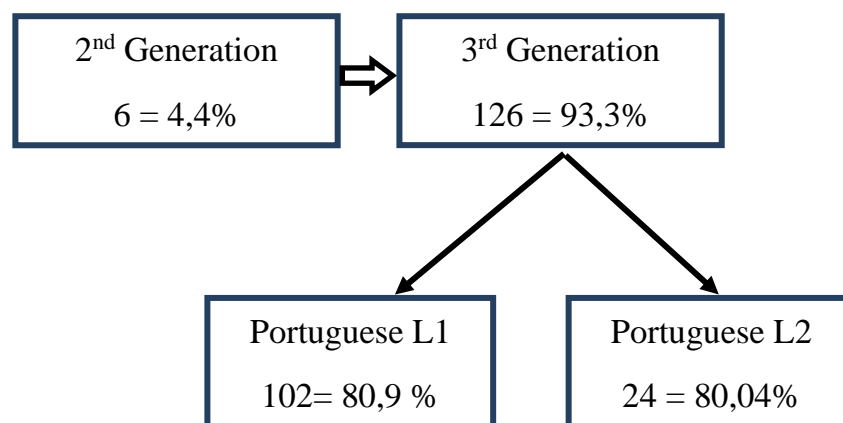 2nd Generation
6 = 4,4%
3rd Generation
126 = 93,3%
Portuguese L1
102= 80,9 %
Portuguese L2
24 = 80,04%